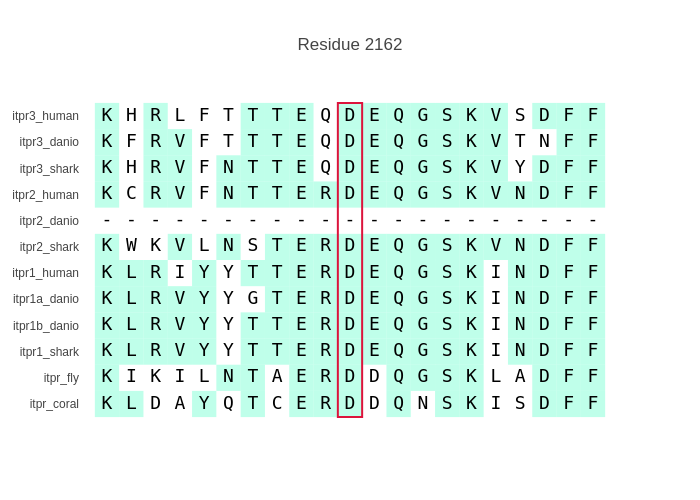 Residue 2162
itpr3_human K H R L F T T T E Q D E Q G S K V S D F F
itpr3_danio K F R V F T T T E Q D E Q G S K V T N F F
itpr3_shark K H R V F N T T E Q D E Q G S K V Y D F F
itpr2_human K C R V F N T T E R D E Q G S K V N D F F
itpr2_danio - - - - - - - - - - - - - - - - - - - - -
itpr2_shark K W K V L N S T E R D E Q G S K V N D F F
itpr1_human K L R I Y Y T T E R D E Q G S K I N D F F
itpr1a_danio K L R V Y Y G T E R D E Q G S K I N D F F
itpr1b_danio K L R V Y Y T T E R D E Q G S K I N D F F
itpr1_shark K L R V Y Y T T E R D E Q G S K I N D F F
itpr_fly K I K I L N T A E R D D Q G S K L A D F F
itpr_coral K L D A Y Q T C E R D D Q N S K I S D F F